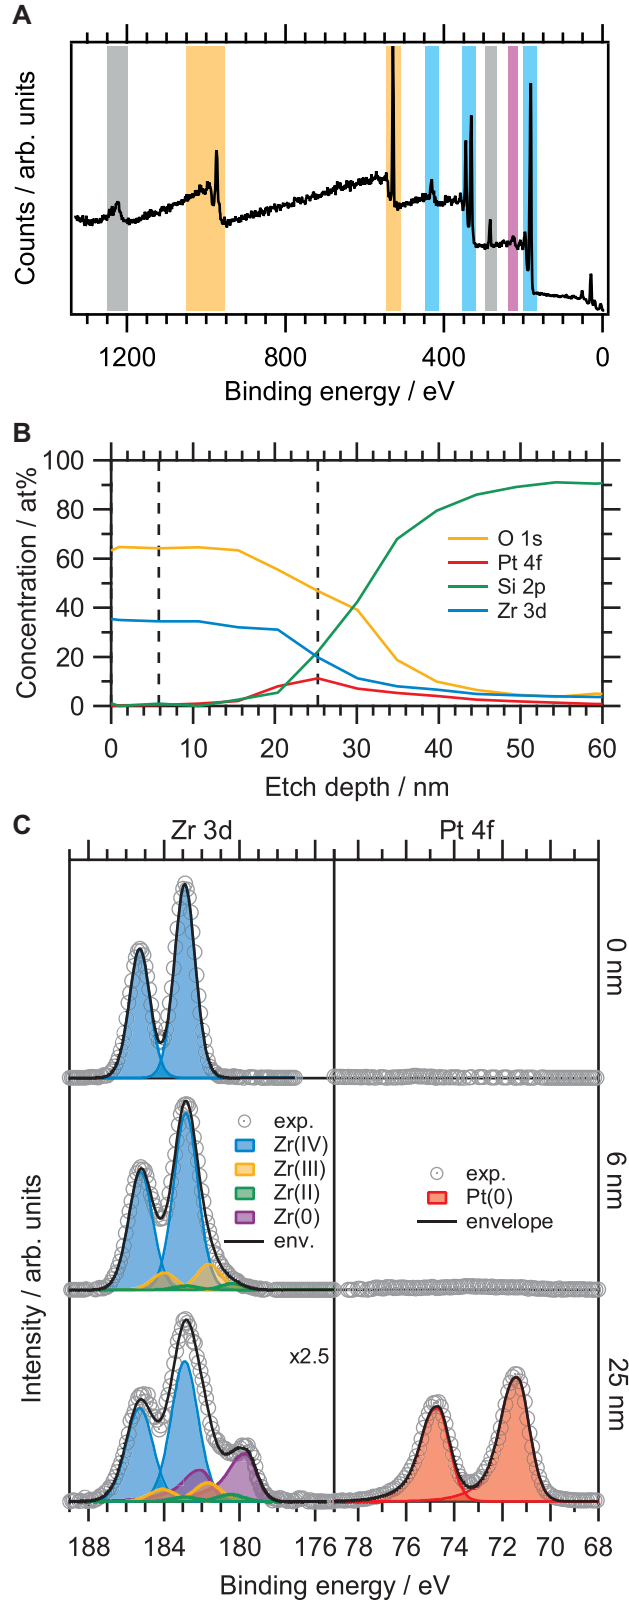 A
Counts / arb. units
1200 800 400 0
Binding energy / eV
B
Concentration / at%
100
80
60
40
20
0
O 1s
Pt 4f
Si 2p
Zr 3d
0 10 20 30 40 50 60
Etch depth / nm
C
Zr 3d Pt 4f
Intensity / arb. units
0 nm
exp.
Zr(IV)
Zr(III)
Zr(II)
Zr(0)
env.
exp.
Pt(0)
envelope
6 nm
x2.5
25 nm
188 184 180 176 78 76 74 72 70 68
Binding energy / eV